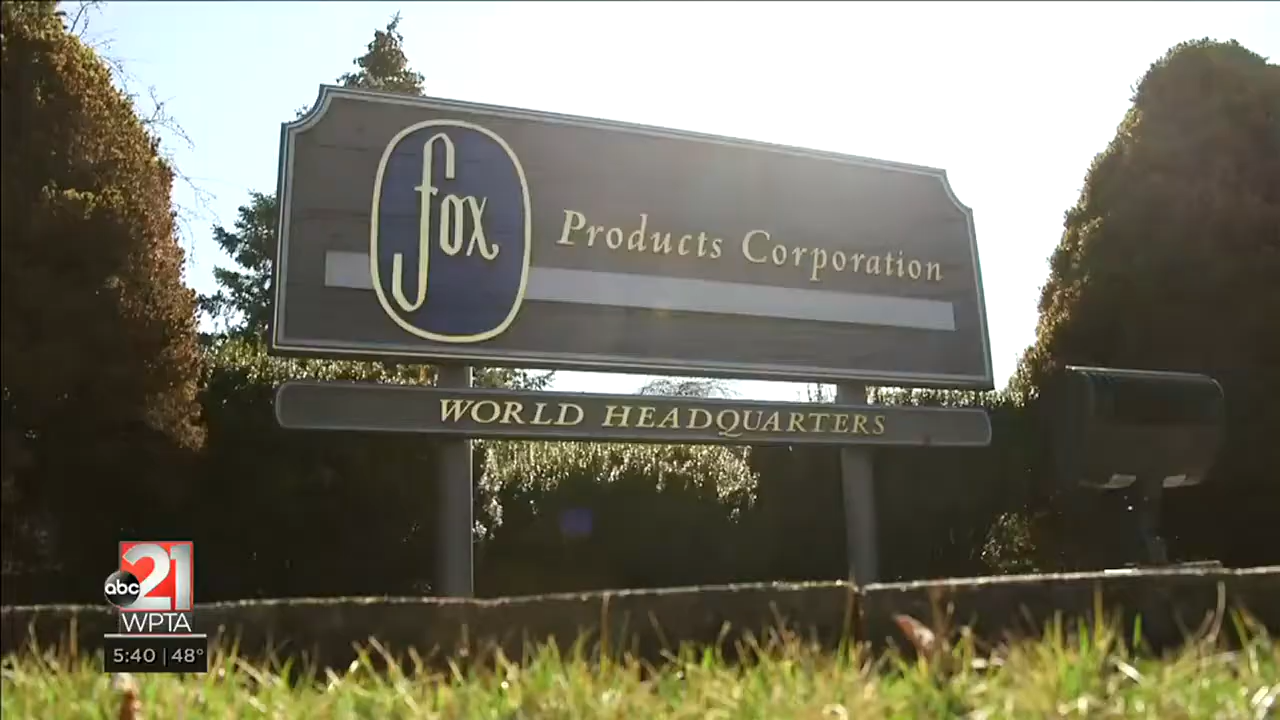 fox
Products Corporation
WORLD HEADQUARTERS
abc
21
WPTA
5:40 | 48°